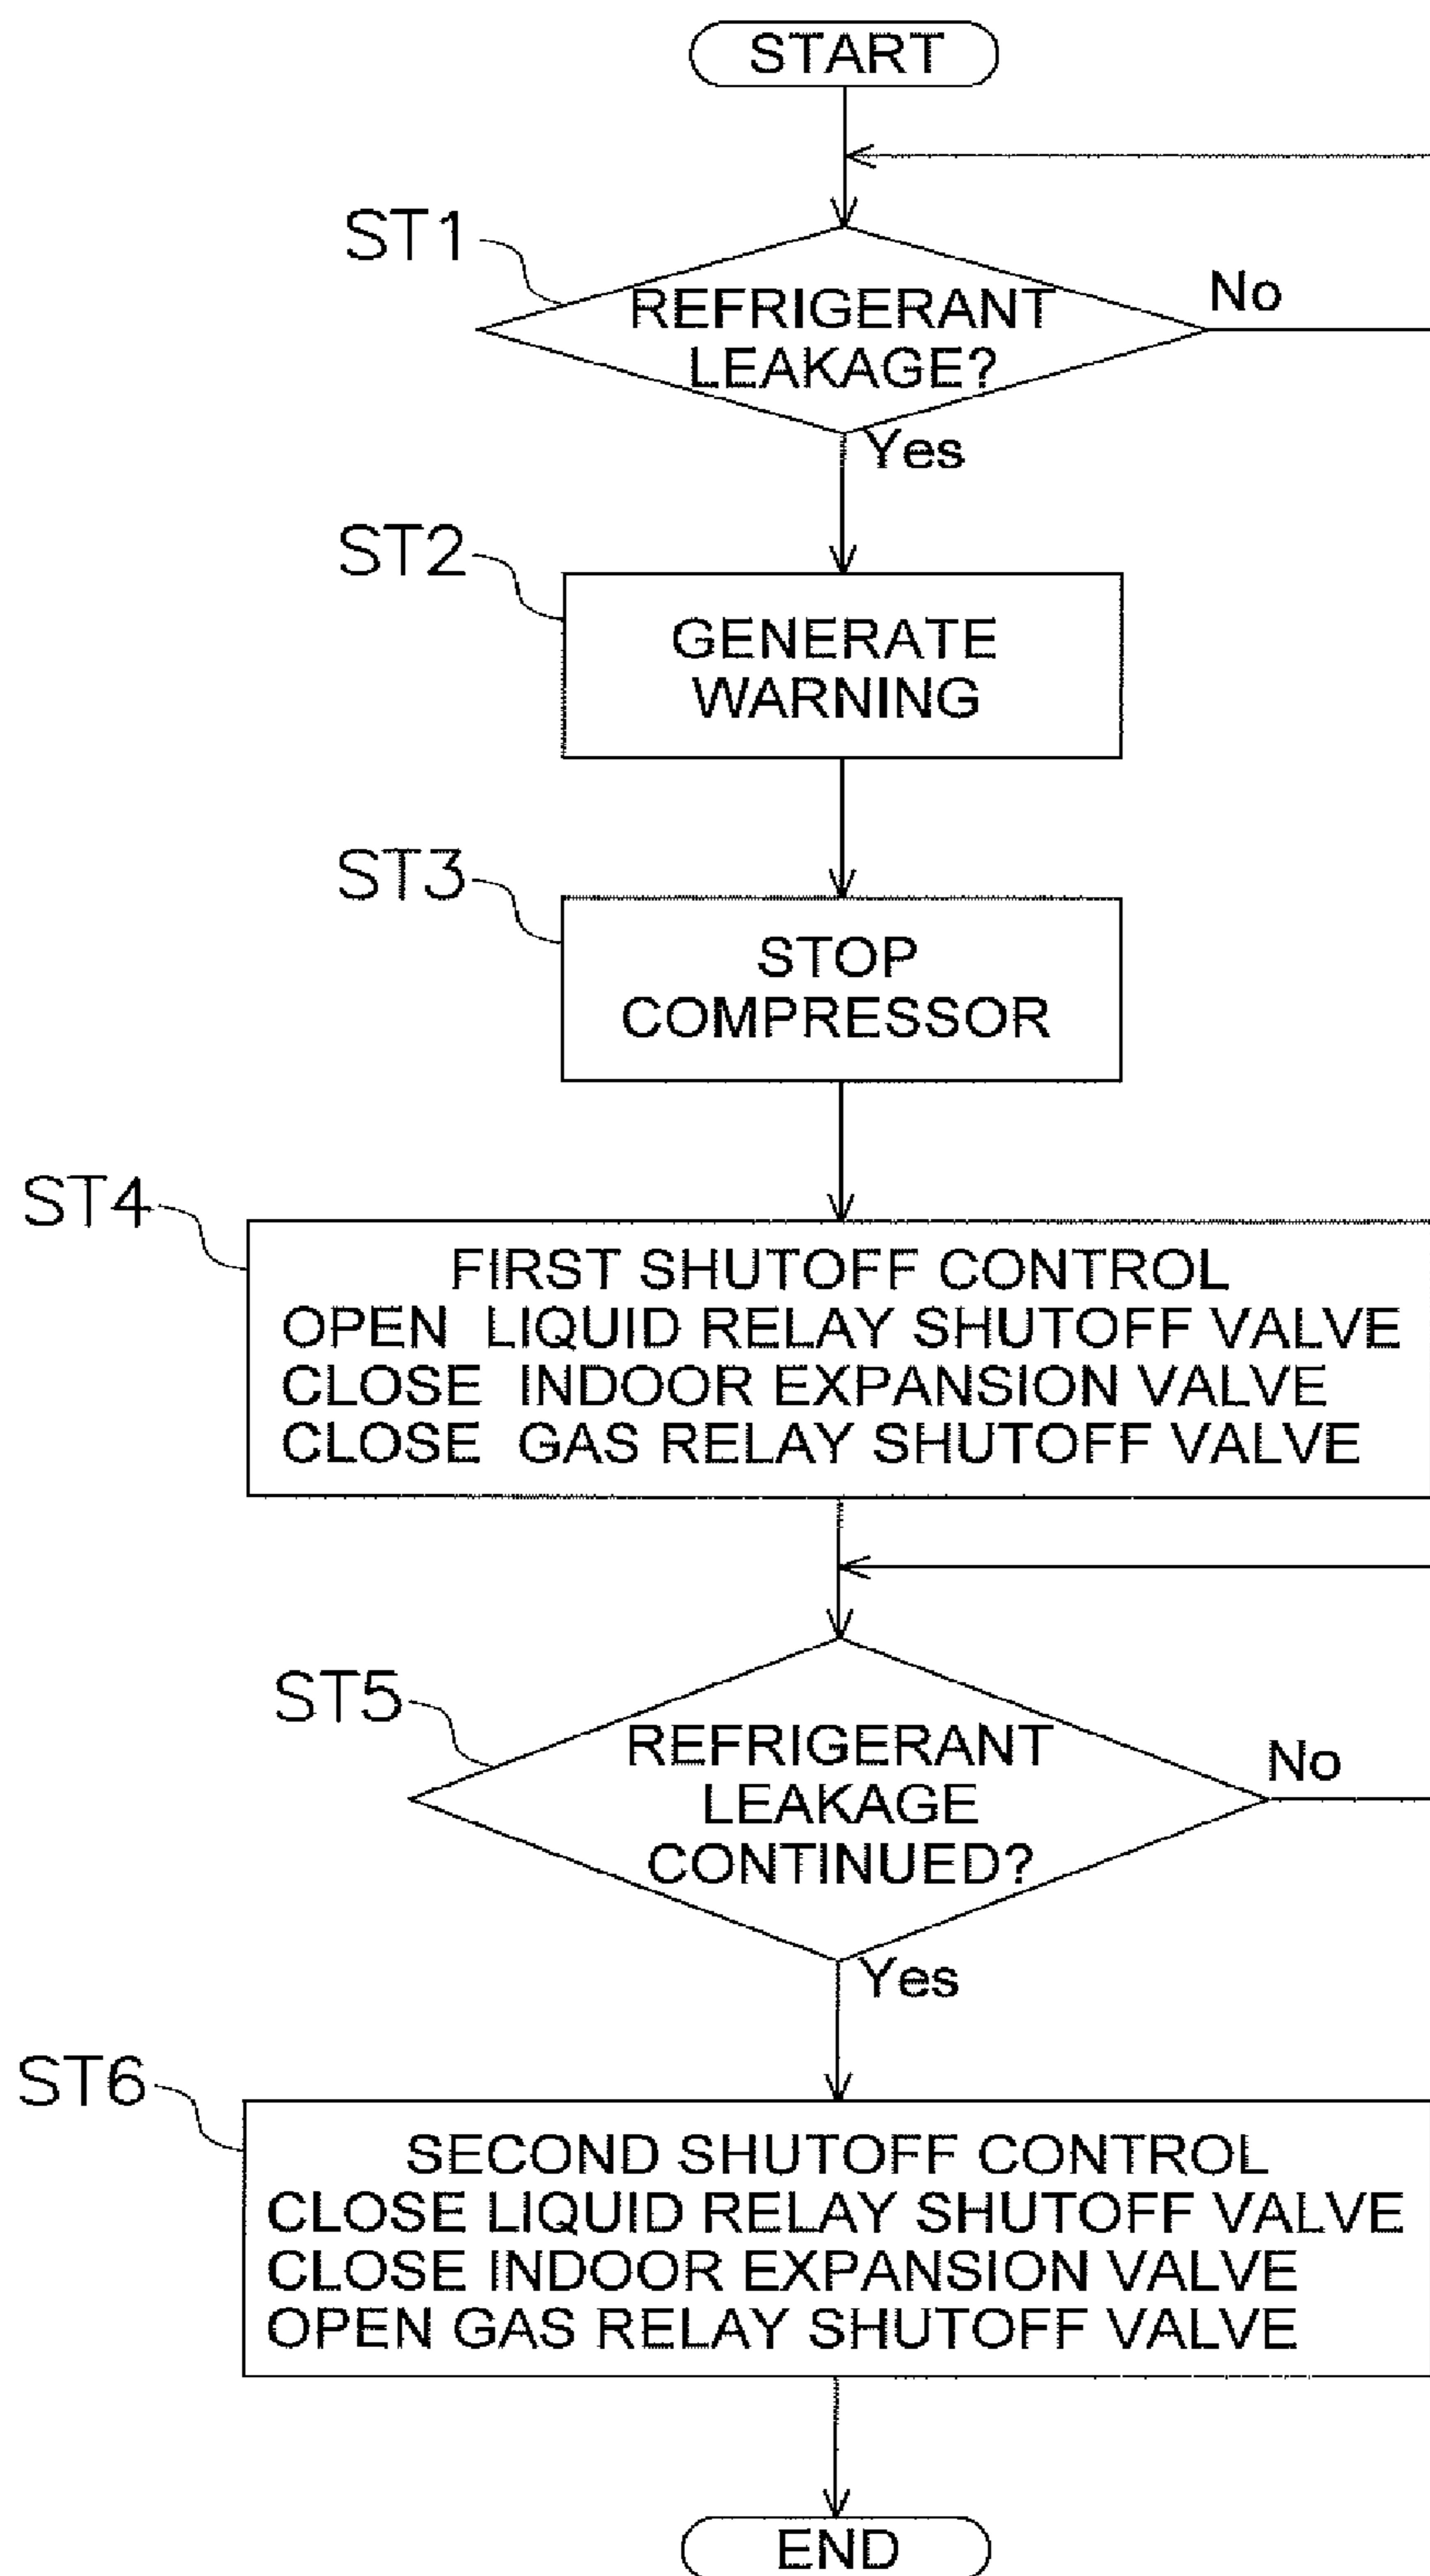 START
ST1
REFRIGERANT
LEAKAGE?
No
Yes
ST2
GENERATE
WARNING
ST3
STOP
COMPRESSOR
ST4
FIRST SHUTOFF CONTROL
OPEN LIQUID RELAY SHUTOFF VALVE
CLOSE INDOOR EXPANSION VALVE
CLOSE GAS RELAY SHUTOFF VALVE
ST5
REFRIGERANT
LEAKAGE
CONTINUED?
No
Yes
ST6
SECOND SHUTOFF CONTROL
CLOSE LIQUID RELAY SHUTOFF VALVE
CLOSE INDOOR EXPANSION VALVE
OPEN GAS RELAY SHUTOFF VALVE
END